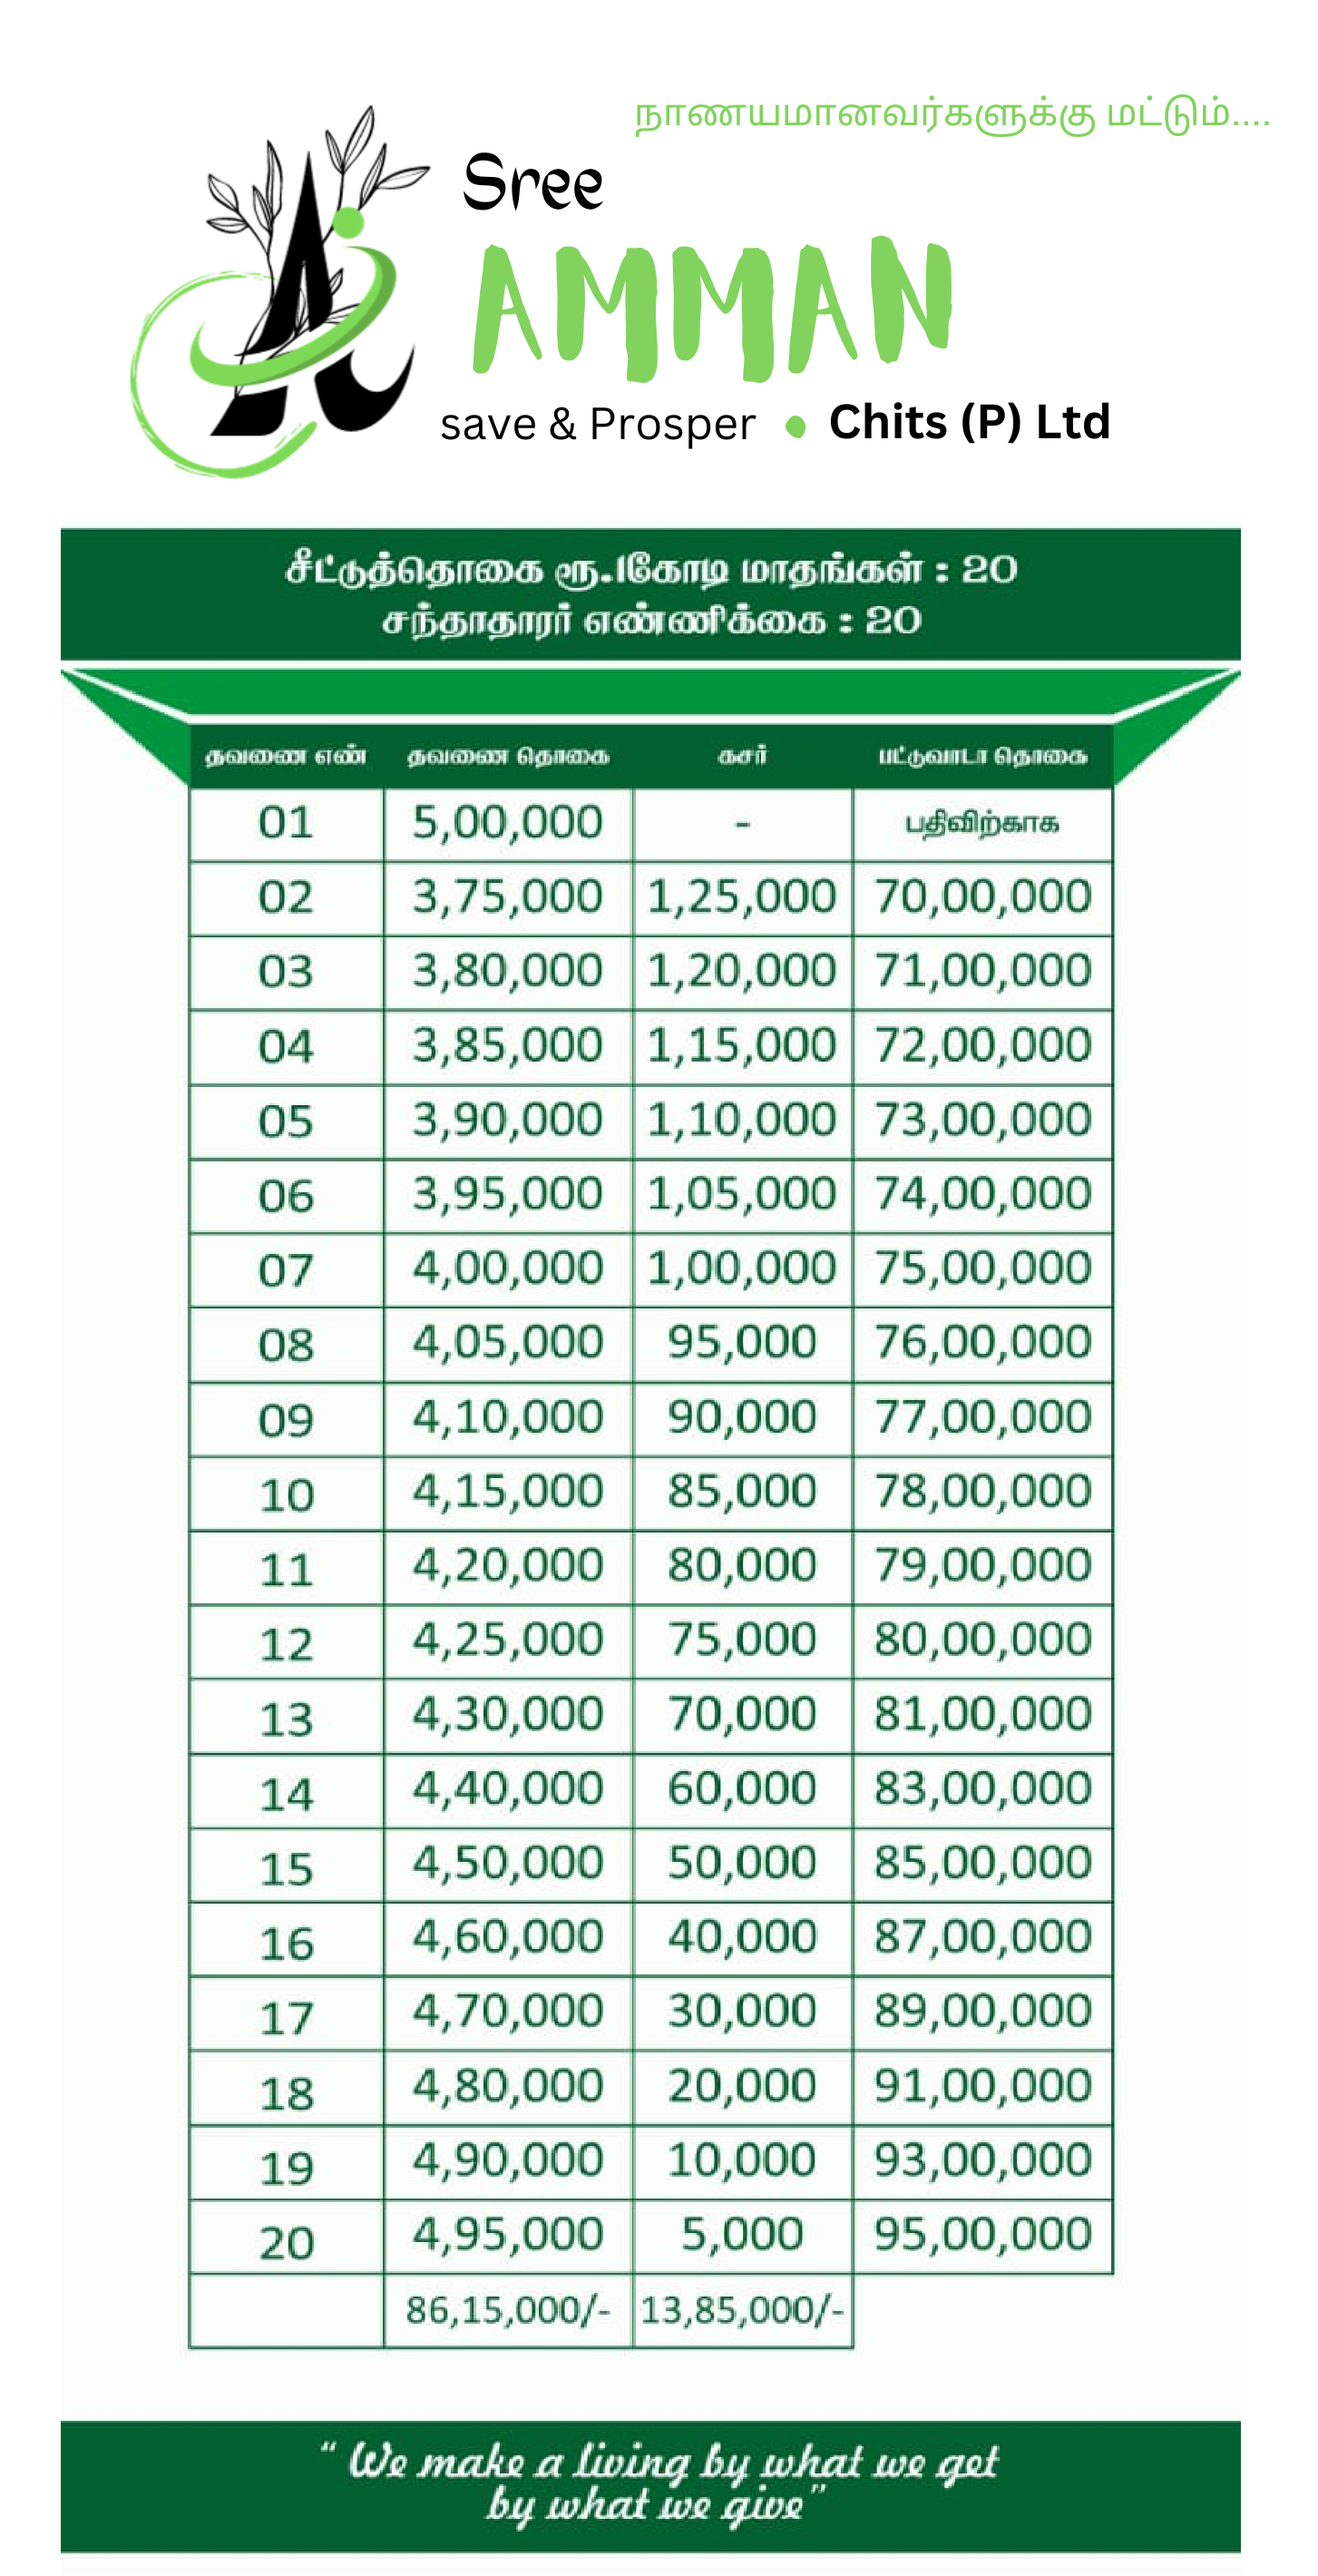 நாணயமானவர்களுக்கு மட்டும்....
Sree
AMMAN
save & Prosper • Chits (P) Ltd
சீட்டுத்தொகை ரூ.1கோடி மாதங்கள் : 20
சந்தாதாரர் எண்ணிக்கை : 20
தவணை எண் தவணை தொகை கசர் பட்டுவாடா தொகை
01 5,00,000 - பதிவிற்காக
02 3,75,000 1,25,000 70,00,000
03 3,80,000 1,20,000 71,00,000
04 3,85,000 1,15,000 72,00,000
05 3,90,000 1,10,000 73,00,000
06 3,95,000 1,05,000 74,00,000
07 4,00,000 1,00,000 75,00,000
08 4,05,000 95,000 76,00,000
09 4,10,000 90,000 77,00,000
10 4,15,000 85,000 78,00,000
11 4,20,000 80,000 79,00,000
12 4,25,000 75,000 80,00,000
13 4,30,000 70,000 81,00,000
14 4,40,000 60,000 83,00,000
15 4,50,000 50,000 85,00,000
16 4,60,000 40,000 87,00,000
17 4,70,000 30,000 89,00,000
18 4,80,000 20,000 91,00,000
19 4,90,000 10,000 93,00,000
20 4,95,000 5,000 95,00,000
86,15,000/- 13,85,000/-
“ We make a living by what we get
by what we give”